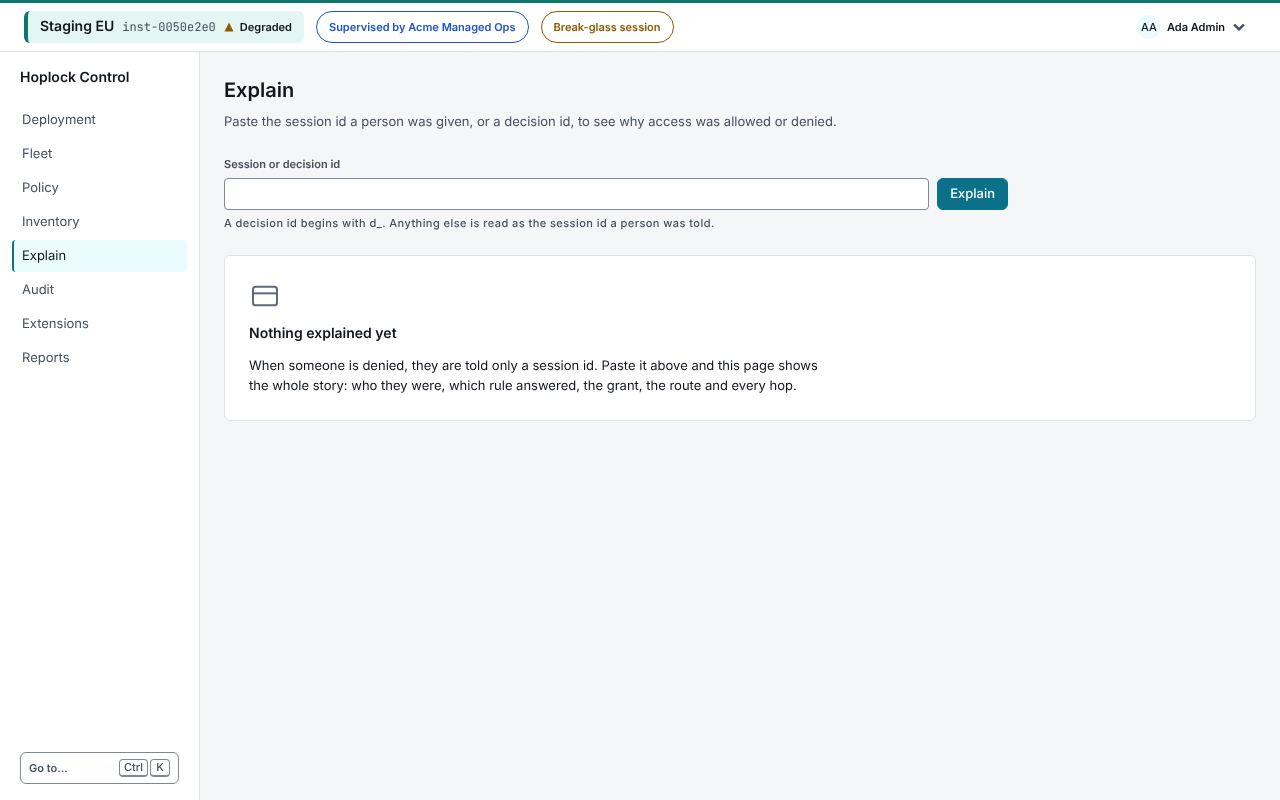 Staging EU inst-0050e2e0 Degraded
Supervised by Acme Managed Ops
Break-glass session
AA Ada Admin
Hoplock Control
Deployment
Fleet
Policy
Inventory
Explain
Audit
Extensions
Reports
Go to...
Ctrl K
Explain
Paste the session id a person was given, or a decision id, to see why access was allowed or denied.
Session or decision id
Explain
A decision id begins with d_. Anything else is read as the session id a person was told.
Nothing explained yet
When someone is denied, they are told only a session id. Paste it above and this page shows
the whole story: who they were, which rule answered, the grant, the route and every hop.